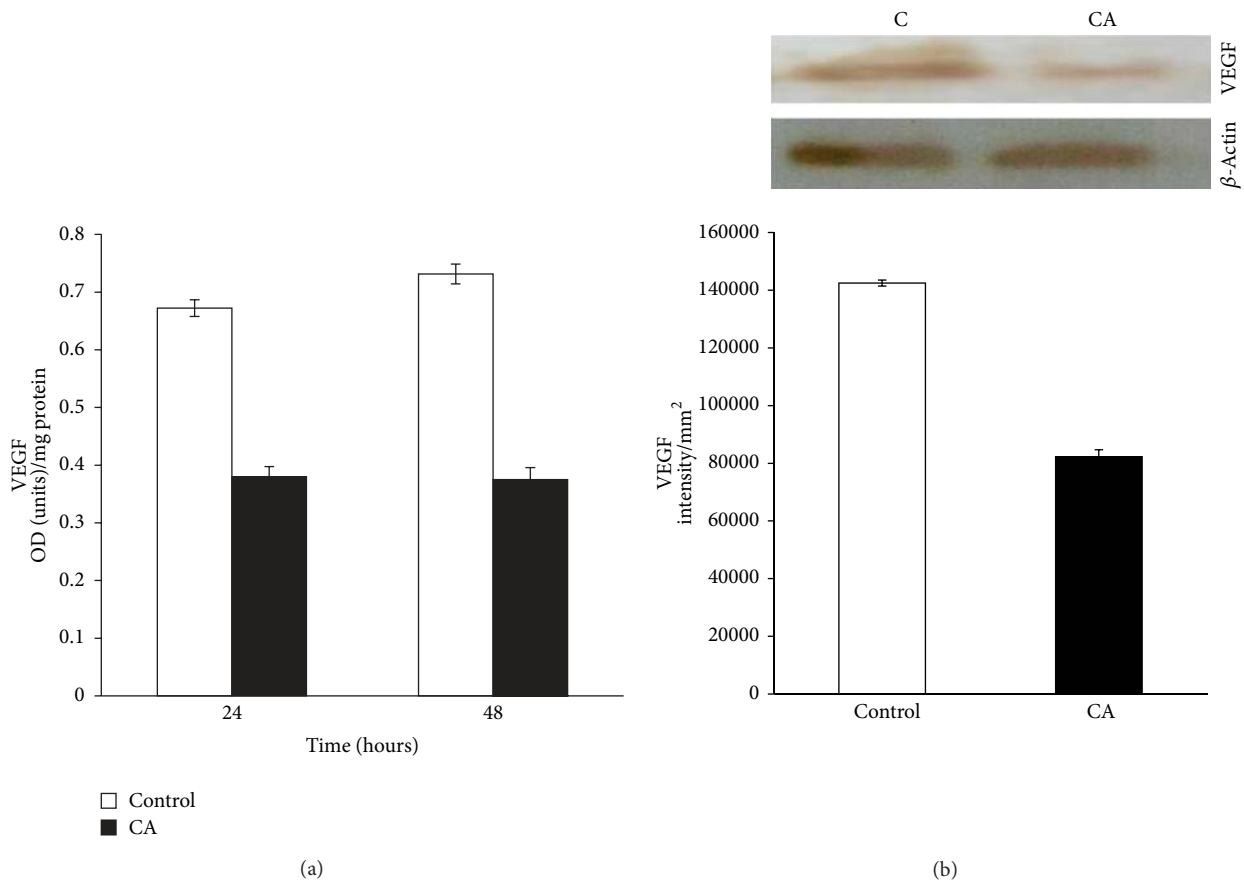 C
CA
VEGF
β-Actin
0.8
0.7
0.6
0.5
0.4
0.3
0.2
0.1
0
VEGF
OD (units)/mg protein
24
48
Time (hours)
Control
CA
(a)
160000
140000
120000
100000
80000
60000
40000
20000
0
VEGF
intensity/mm²
Control
CA
(b)